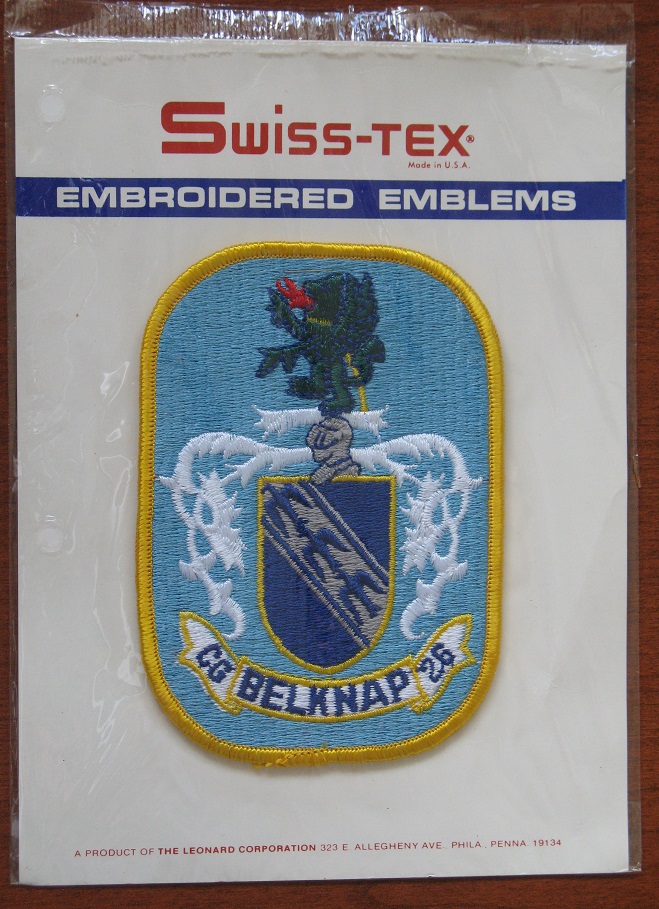 Swiss-Tex®
Made in U.S.A.
EMBROIDERED EMBLEMS
CG BELKNAP 26
A PRODUCT OF THE LEONARD CORPORATION 323 E. ALLEGHENY AVE., PHILA., PENNA. 19134